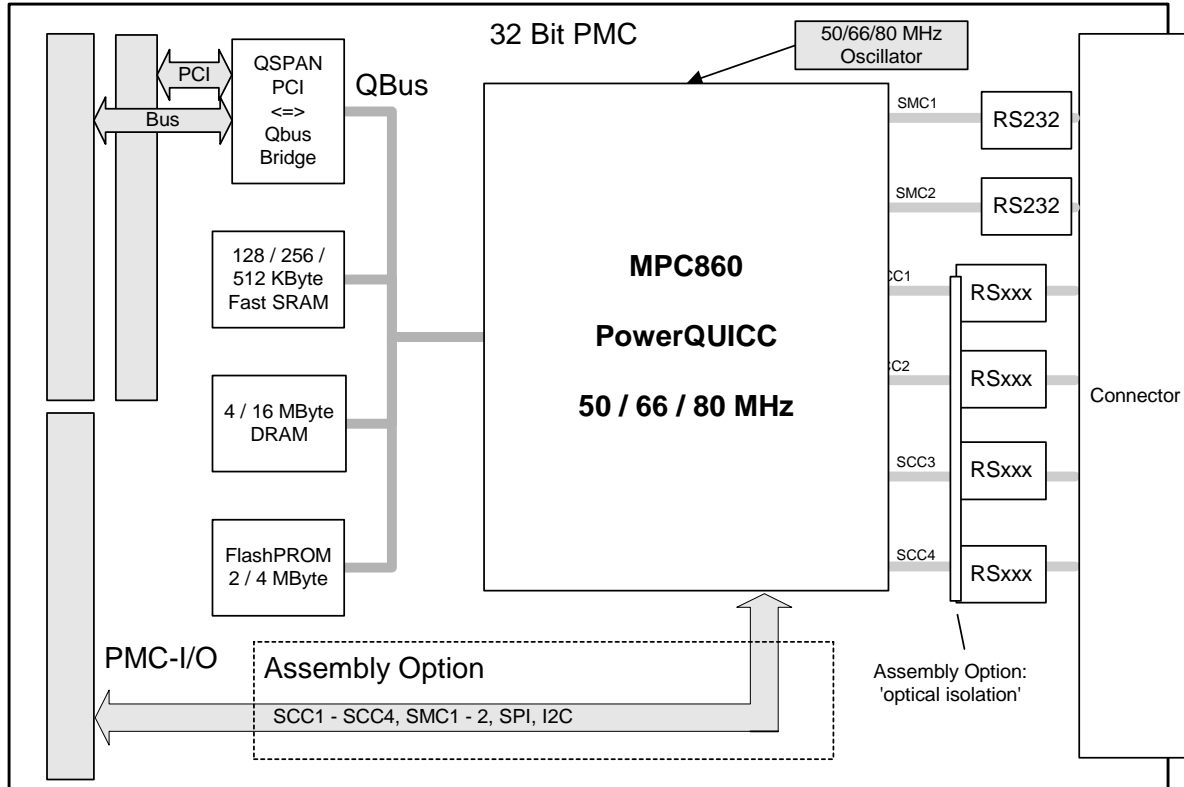 32 Bit PMC
50/66/80 MHz
Oscillator
PCI
Bus
QSPAN
PCI
<=>
Qbus
Bridge
QBus
128 / 256 /
512 KByte
Fast SRAM
4 / 16 MByte
DRAM
FlashPROM
2 / 4 MByte
MPC860
PowerQUICC
50 / 66 / 80 MHz
SMC1
RS232
SMC2
RS232
CC1
RSxxx
CC2
RSxxx
SCC3
RSxxx
SCC4
RSxxx
Connector
PMC-I/O
Assembly Option
SCC1 - SCC4, SMC1 - 2, SPI, I2C
Assembly Option:
'optical isolation'